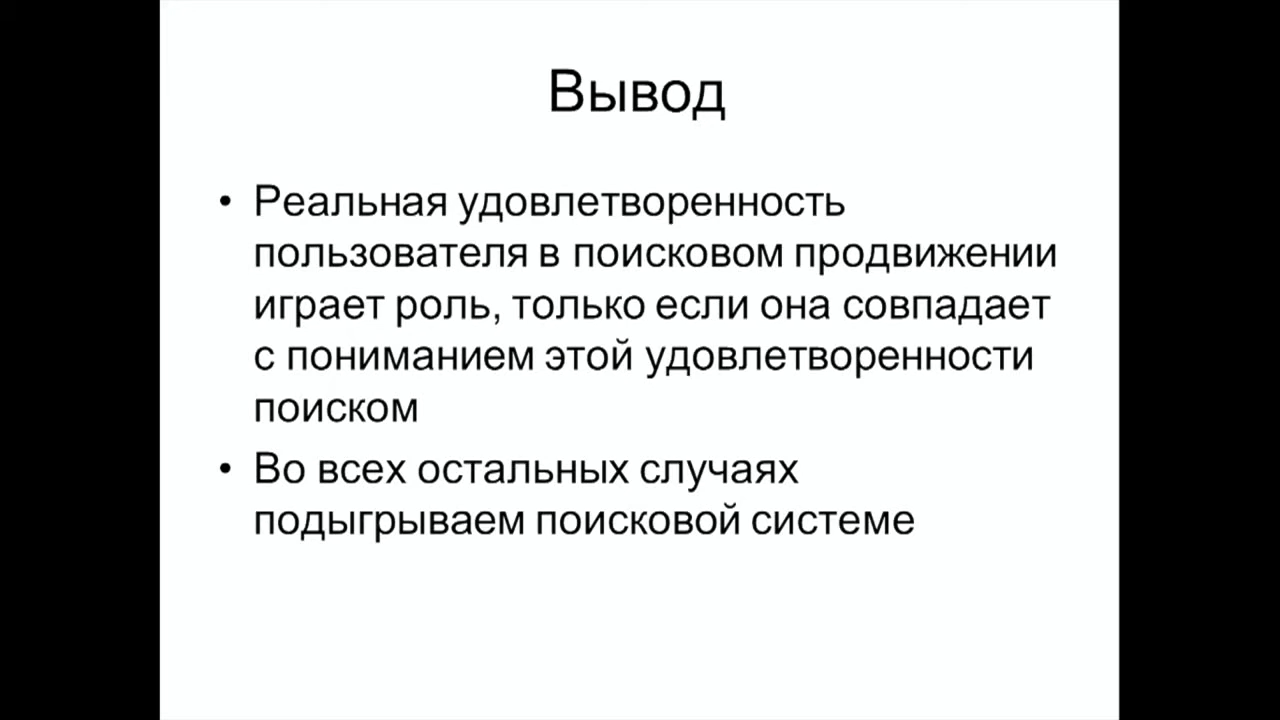 Вывод
• Реальная удовлетворенность
пользователя в поисковом продвижении
играет роль, только если она совпадает
с пониманием этой удовлетворенности
поиском
• Во всех остальных случаях
подыгрываем поисковой системе